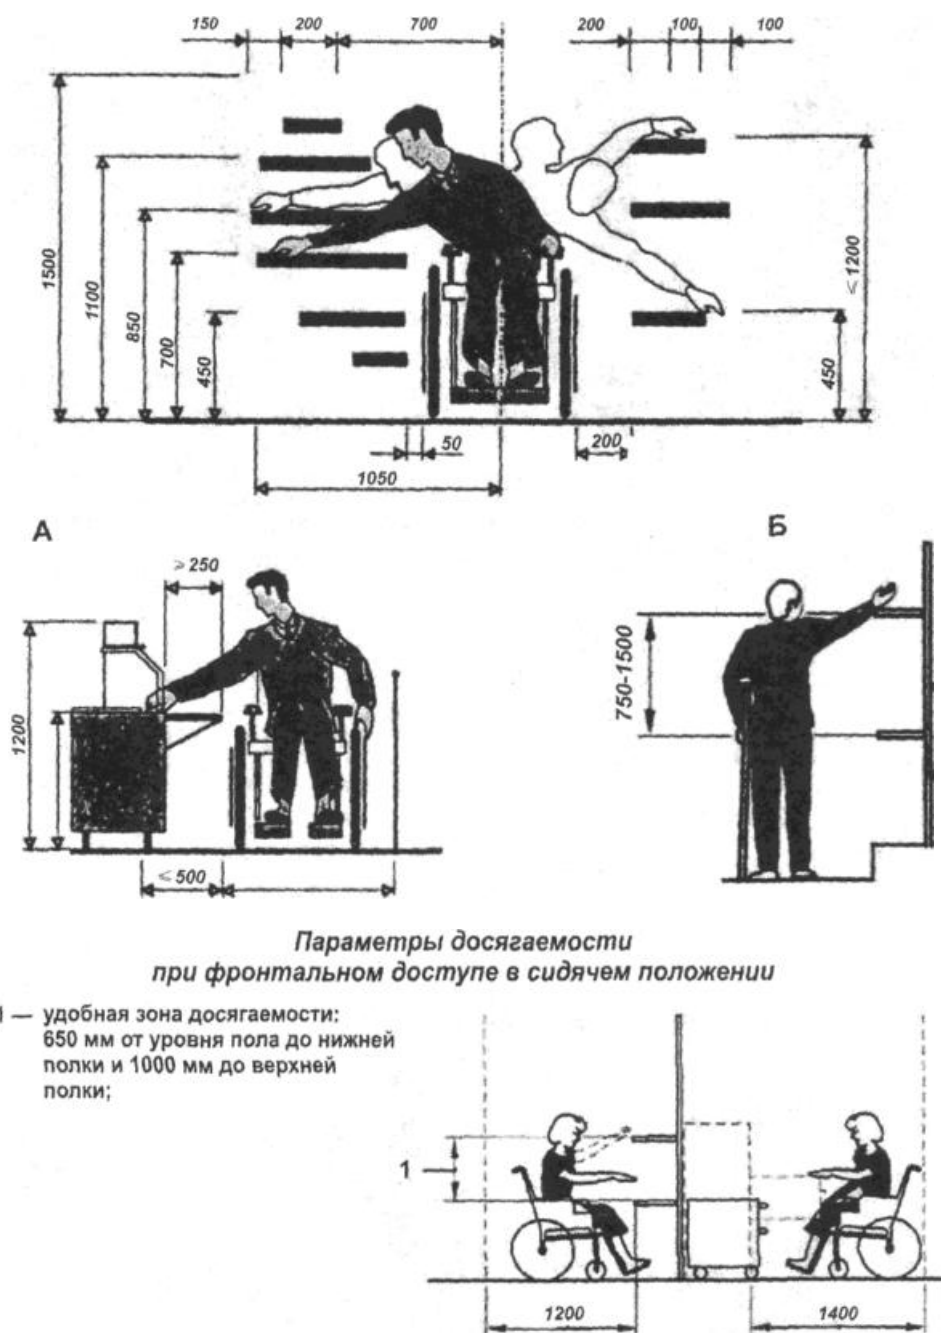 150 200 700 200 100 100
1500
1100
850
700
450
≤ 1200
450
50
200
1050
А
Б
≥ 250
1200
≤ 500
750-1500
Параметры досягаемости
при фронтальном доступе в сидячем положении
1 — удобная зона досягаемости:
650 мм от уровня пола до нижней
полки и 1000 мм до верхней
полки;
1
1200
1400